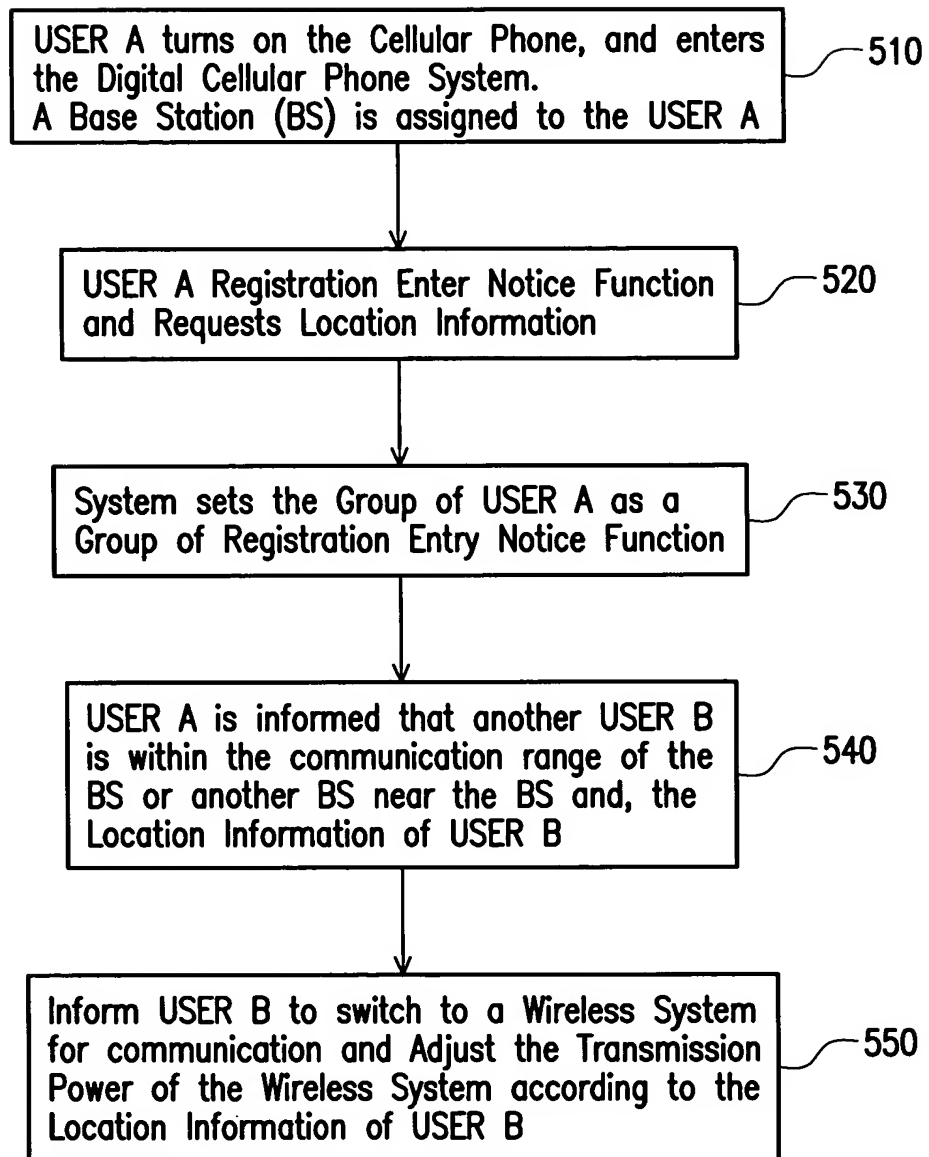 USER A turns on the Cellular Phone, and enters
the Digital Cellular Phone System.
A Base Station (BS) is assigned to the USER A
510
USER A Registration Enter Notice Function
and Requests Location Information
520
System sets the Group of USER A as a
Group of Registration Entry Notice Function
530
USER A is informed that another USER B
is within the communication range of the
BS or another BS near the BS and, the
Location Information of USER B
540
Inform USER B to switch to a Wireless System
for communication and Adjust the Transmission
Power of the Wireless System according to the
Location Information of USER B
550